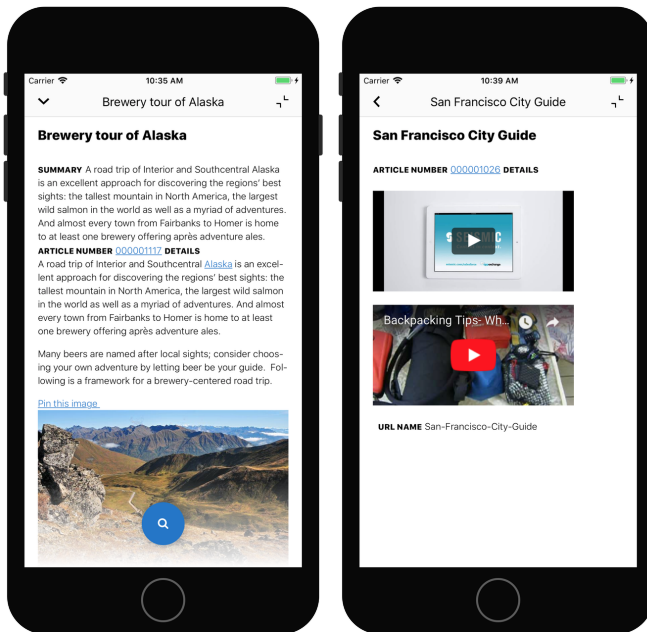 Carrier 10:35 AM
Brewery tour of Alaska
Brewery tour of Alaska
SUMMARY A road trip of Interior and Southcentral Alaska
is an excellent approach for discovering the regions' best
sights: the tallest mountain in North America, the largest
wild salmon in the world as well as a myriad of adventures.
And almost every town from Fairbanks to Homer is home
to at least one brewery offering après adventure ales.
ARTICLE NUMBER 000001117 DETAILS
A road trip of Interior and Southcentral Alaska is an excel-
lent approach for discovering the regions' best sights: the
tallest mountain in North America, the largest wild salmon
in the world as well as a myriad of adventures. And almost
every town from Fairbanks to Homer is home to at least
one brewery offering après adventure ales.
Many beers are named after local sights; consider choos-
ing your own adventure by letting beer be your guide. Fol-
lowing is a framework for a brewery-centered road trip.
Pin this image
Carrier 10:39 AM
San Francisco City Guide
San Francisco City Guide
ARTICLE NUMBER 000001026 DETAILS
SEISMIC
Backpacking Tips- Wh...
URL NAME San-Francisco-City-Guide